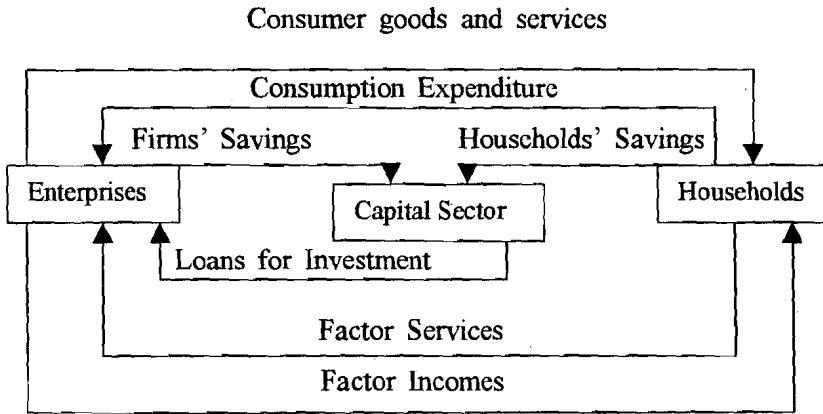 Consumer goods and services
Consumption Expenditure
Firms' Savings
Households' Savings
Enterprises
Capital Sector
Households
Loans for Investment
Factor Services
Factor Incomes